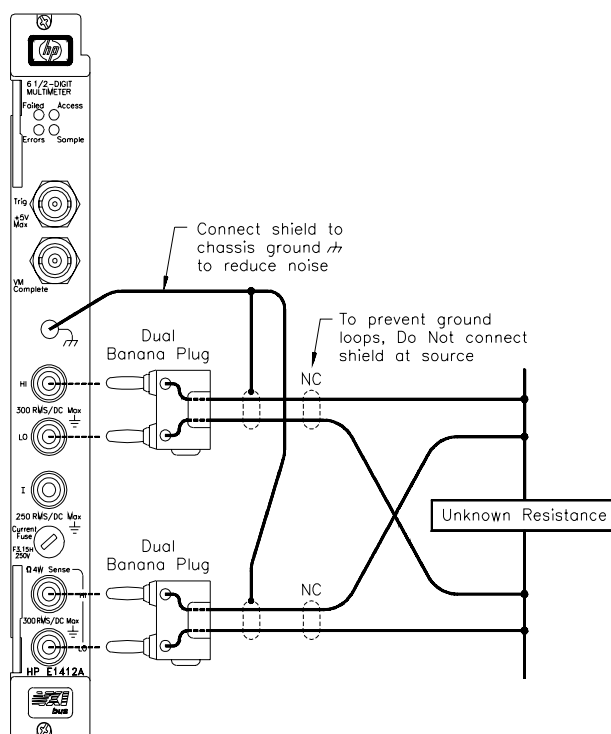 hp
6 1/2-DIGIT
MULTIMETER
Failed Access
Errors Sample
Trig
+5V
Max
VM
Complete
Connect shield to
chassis ground
to reduce noise
Dual
Banana Plug
To prevent ground
loops, Do Not connect
shield at source
NC
HI
300 RMS/DC Max
LO
I
250 RMS/DC Max
Current
Fuse
F3.15H
250V
Unknown Resistance
Dual
Banana Plug
NC
Ω4W Sense
HI
300 RMS/DC Max
LO
HP E1412A
VXI
bus